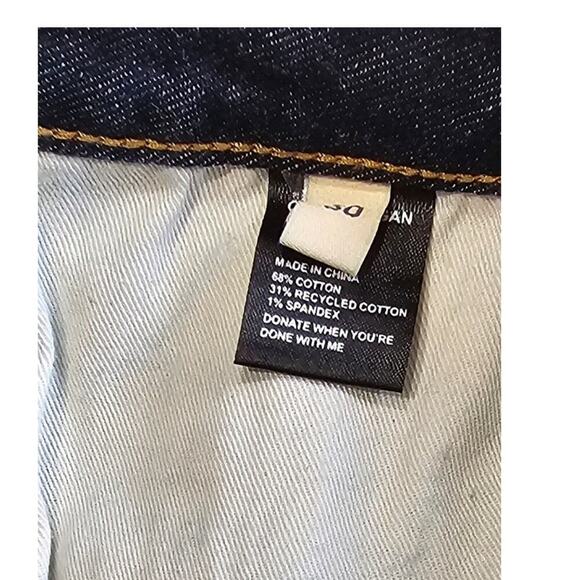 MADE IN CHINA
68% COTTON
31% RECYCLED COTTON
1% SPANDEX
DONATE WHEN YOU'RE
DONE WITH ME